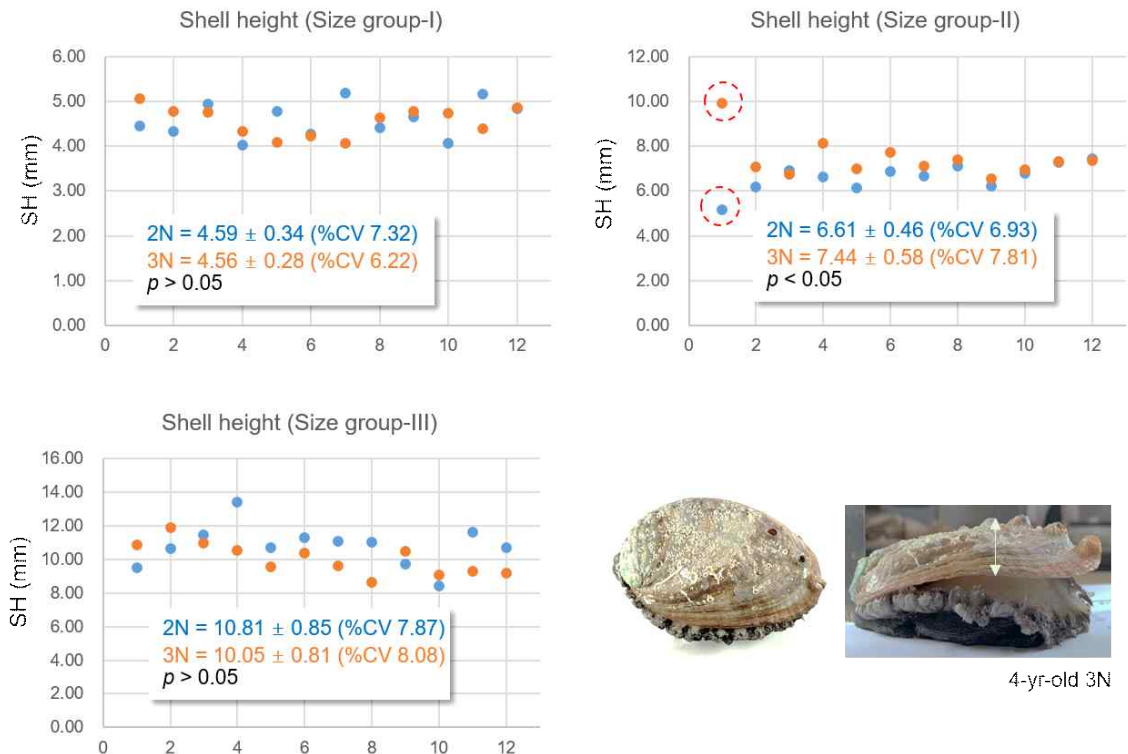 Shell height (Size group-I)
6.00
5.00
4.00
3.00
2.00
1.00
0.00
SH (mm)
2N = 4.59 ± 0.34 (%CV 7.32)
3N = 4.56 ± 0.28 (%CV 6.22)
p > 0.05
0 2 4 6 8 10 12
Shell height (Size group-II)
12.00
10.00
8.00
6.00
4.00
2.00
0.00
SH (mm)
2N = 6.61 ± 0.46 (%CV 6.93)
3N = 7.44 ± 0.58 (%CV 7.81)
p < 0.05
0 2 4 6 8 10 12
Shell height (Size group-III)
16.00
14.00
12.00
10.00
8.00
6.00
4.00
2.00
0.00
SH (mm)
2N = 10.81 ± 0.85 (%CV 7.87)
3N = 10.05 ± 0.81 (%CV 8.08)
p > 0.05
0 2 4 6 8 10 12
4-yr-old 3N